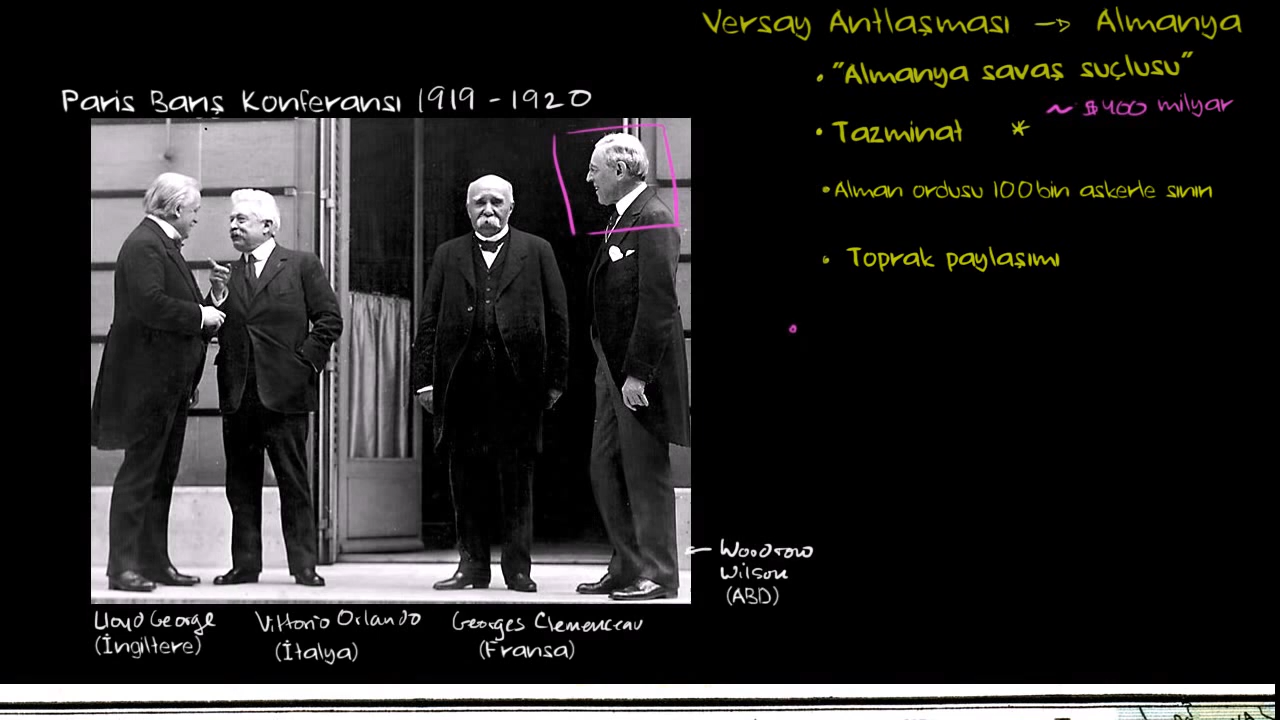 Versay Antlaşması → Almanya
• "Almanya savaş suçlusu"
~ $400 milyar
• Tazminat *
• Alman ordusu 100 bin askerle sınırı
• Toprak paylaşımı
Paris Barış Konferansı 1919 - 1920
← Woodrow
Wilson
(ABD)
Lloyd George
(İngiltere)
Vittorio Orlando
(İtalya)
Georges Clemenceau
(Fransa)